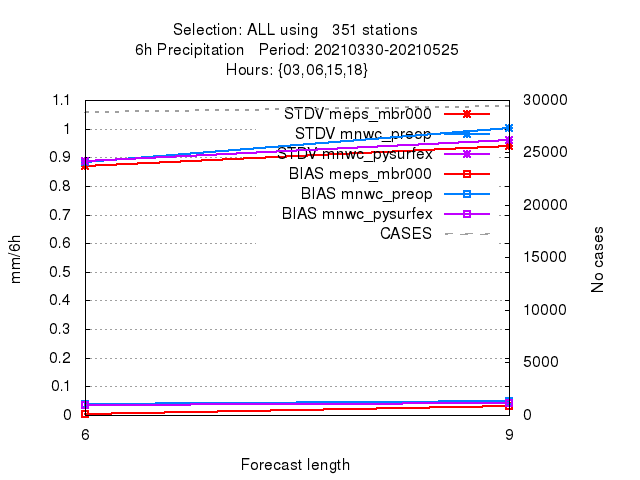 Selection: ALL using   351 stations
6h Precipitation   Period: 20210330-20210525
Hours: {03,06,15,18}
1.1
1
0.9
0.8
0.7
0.6
0.5
0.4
0.3
0.2
0.1
0
mm/6h
STDV meps_mbr000
STDV mnwc_preop
STDV mnwc_pysurfex
BIAS meps_mbr000
BIAS mnwc_preop
BIAS mnwc_pysurfex
CASES
30000
25000
20000
15000
10000
5000
0
No cases
6
9
Forecast length